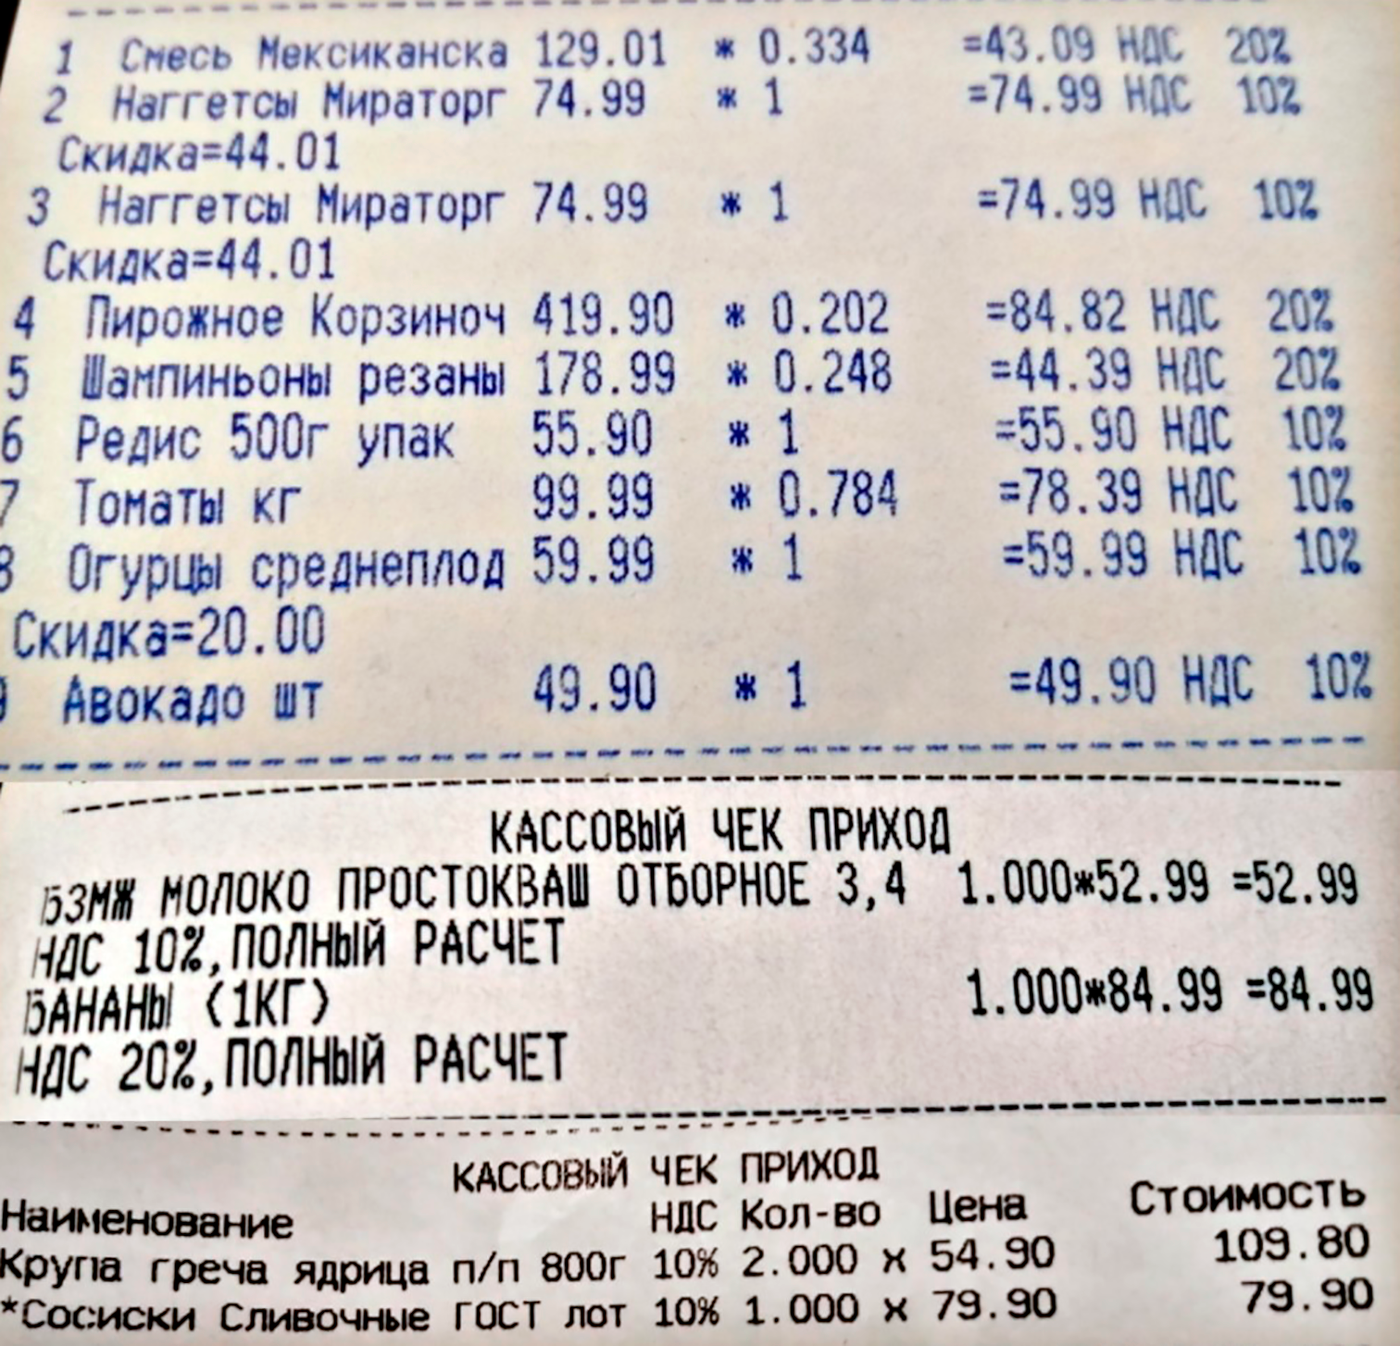 1 Смесь Мексиканска 129.01 * 0.334 =43.09 НДС 20%
2 Наггетсы Мираторг 74.99 * 1 =74.99 НДС 10%
Скидка=44.01
3 Наггетсы Мираторг 74.99 * 1 =74.99 НДС 10%
Скидка=44.01
4 Пирожное Корзиноч 419.90 * 0.202 =84.82 НДС 20%
5 Шампиньоны резаны 178.99 * 0.248 =44.39 НДС 20%
6 Редис 500г упак 55.90 * 1 =55.90 НДС 10%
7 Томаты кг 99.99 * 0.784 =78.39 НДС 10%
8 Огурцы среднеплод 59.99 * 1 =59.99 НДС 10%
Скидка=20.00
9 Авокадо шт 49.90 * 1 =49.90 НДС 10%
КАССОВЫЙ ЧЕК ПРИХОД
БЗМЖ МОЛОКО ПРОСТОКВАШ ОТБОРНОЕ 3,4 1.000*52.99 =52.99
НДС 10%,ПОЛНЫЙ РАСЧЕТ
БАНАНЫ (1КГ) 1.000*84.99 =84.99
НДС 20%,ПОЛНЫЙ РАСЧЕТ
КАССОВЫЙ ЧЕК ПРИХОД
Наименование НДС Кол-во Цена Стоимость
Крупа греча ядрица п/п 800г 10% 2.000 x 54.90 109.80
*Сосиски Сливочные ГОСТ лот 10% 1.000 x 79.90 79.90